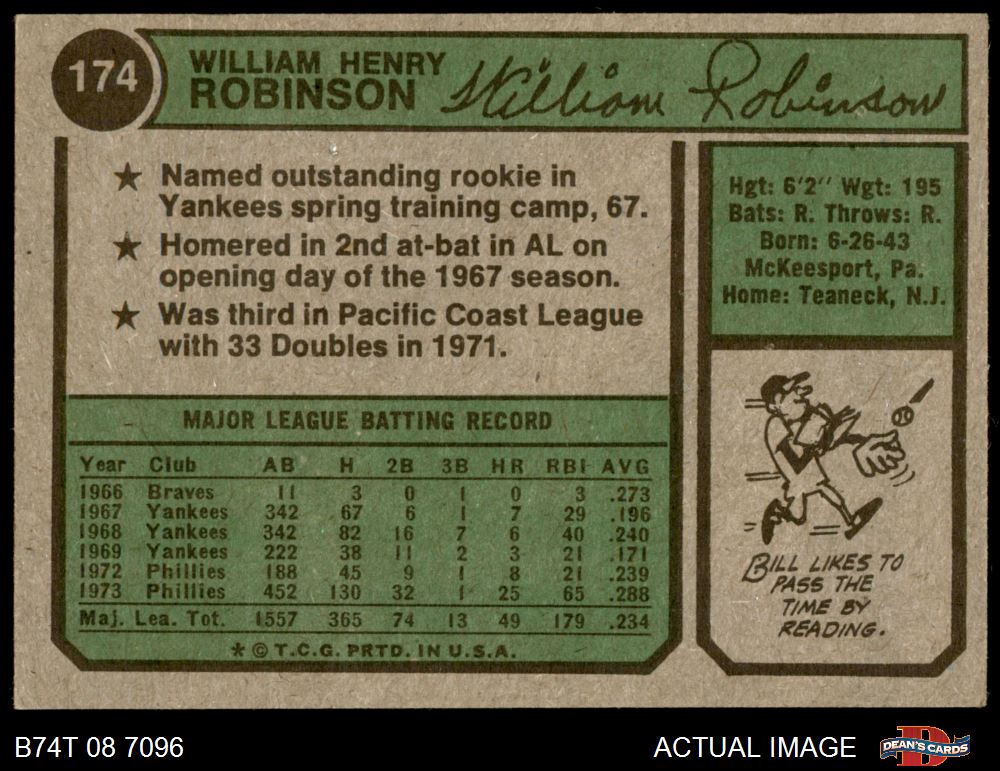 174
WILLIAM HENRY
ROBINSON
William Robinson
★ Named outstanding rookie in
Yankees spring training camp, 67.
★ Homered in 2nd at-bat in AL on
opening day of the 1967 season.
★ Was third in Pacific Coast League
with 33 Doubles in 1971.
Hgt: 6'2" Wgt: 195
Bats: R. Throws: R.
Born: 6-26-43
McKeesport, Pa.
Home: Teaneck, N.J.
MAJOR LEAGUE BATTING RECORD
Year Club AB H 2B 3B HR RBI AVG
1966 Braves 11 3 0 1 0 3 .273
1967 Yankees 342 67 6 1 7 29 .196
1968 Yankees 342 82 16 7 6 40 .240
1969 Yankees 222 38 11 2 3 21 .171
1972 Phillies 188 45 9 1 8 21 .239
1973 Phillies 452 130 32 1 25 65 .288
Maj. Lea. Tot. 1557 365 74 13 49 179 .234
* © T.C.G. PRTD. IN U.S.A.
BILL LIKES TO
PASS THE
TIME BY
READING.
B74T 08 7096
ACTUAL IMAGE
DEAN'S CARDS